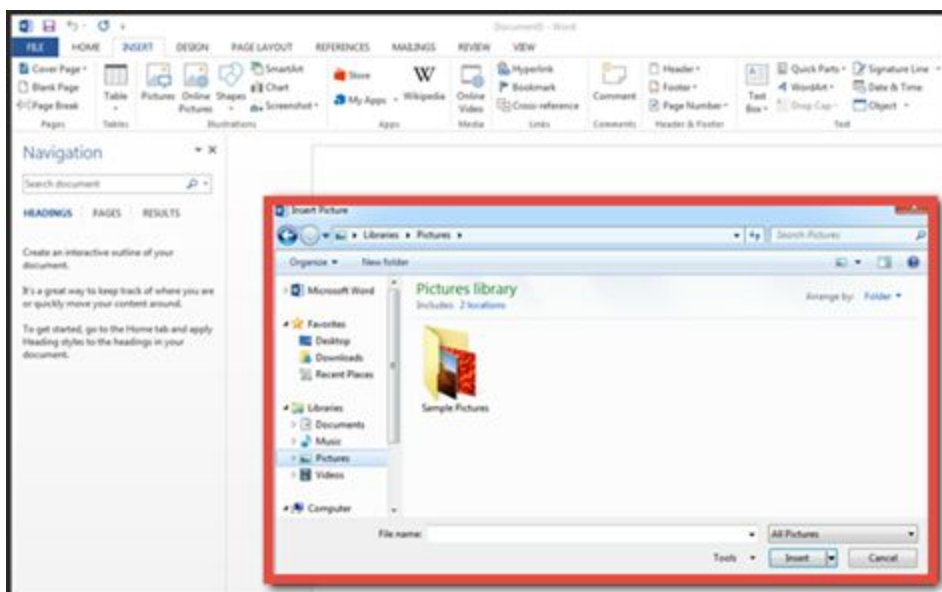 Document5 - Word
FILE HOME INSERT DESIGN PAGE LAYOUT REFERENCES MAILINGS REVIEW VIEW
Cover Page
Blank Page
Page Break
Pages
Table
Tables
Pictures
Online Pictures
Shapes
SmartArt
Chart
Screenshot
Illustrations
Store
My Apps
W
Wikipedia
Apps
Online Video
Media
Hyperlink
Bookmark
Cross-reference
Links
Comment
Comments
Header
Footer
Page Number
Header & Footer
A
Text Box
Quick Parts
WordArt
Drop Cap
Signature Line
Date & Time
Object
Text
Navigation
Search document
HEADINGS PAGES RESULTS
Create an interactive outline of your
document.
It's a great way to keep track of where you are
or quickly move your content around.
To get started, go to the Home tab and apply
Heading styles to the headings in your
document.
Insert Picture
Libraries Pictures
Search Pictures
Organize New folder
Microsoft Word
Favorites
Desktop
Downloads
Recent Places
Libraries
Documents
Music
Pictures
Videos
Computer
Pictures library
Includes: 2 locations
Arrange by: Folder
Sample Pictures
File name:
All Pictures
Tools Insert Cancel